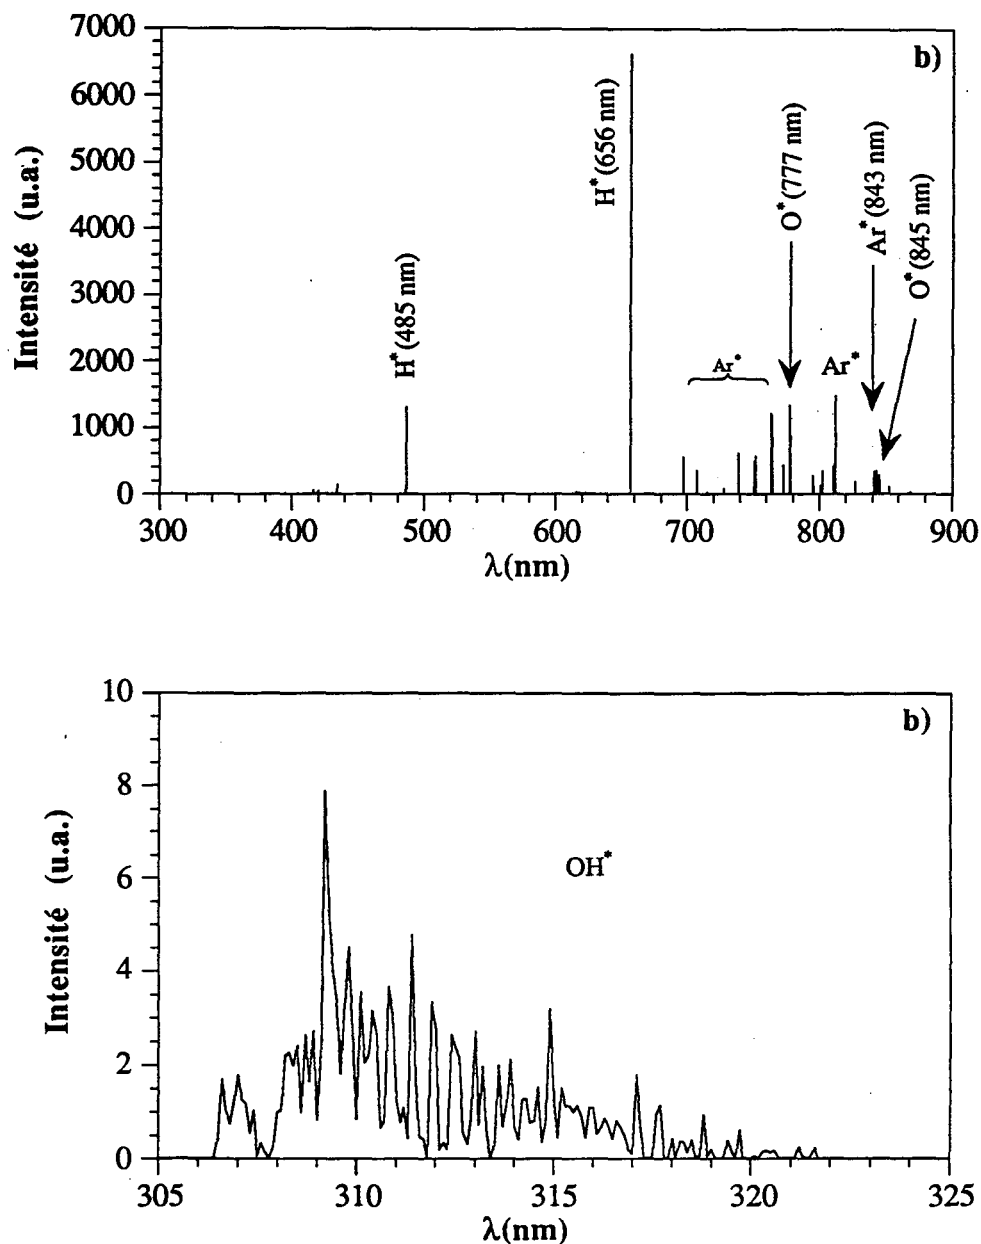 b)
Intensité (u.a.)
7000
6000
5000
4000
3000
2000
1000
0
H* (485 nm)
H* (656 nm)
Ar*
O* (777 nm)
Ar*
Ar* (843 nm)
O* (845 nm)
300 400 500 600 700 800 900
λ(nm)
b)
Intensité (u.a.)
10
8
6
4
2
0
OH*
305 310 315 320 325
λ(nm)